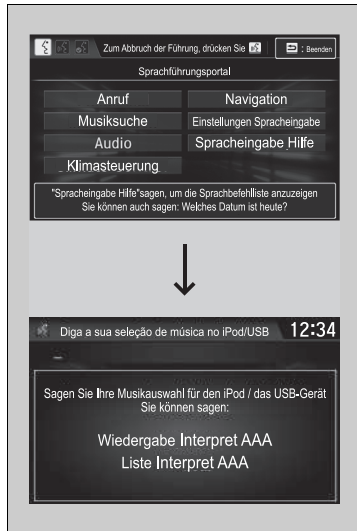 Zum Abbruch der Führung, drücken Sie
: Beenden
Sprachführungsportal
Anruf
Navigation
Musiksuche
Einstellungen Spracheingabe
Audio
Spracheingabe Hilfe
Klimasteuerung
"Spracheingabe Hilfe"sagen, um die Sprachbefehlliste anzuzeigen
Sie können auch sagen: Welches Datum ist heute?
Diga a sua seleção de música no iPod/USB
12:34
Sagen Sie Ihre Musikauswahl für den iPod / das USB-Gerät
Sie können sagen:
Wiedergabe Interpret AAA
Liste Interpret AAA